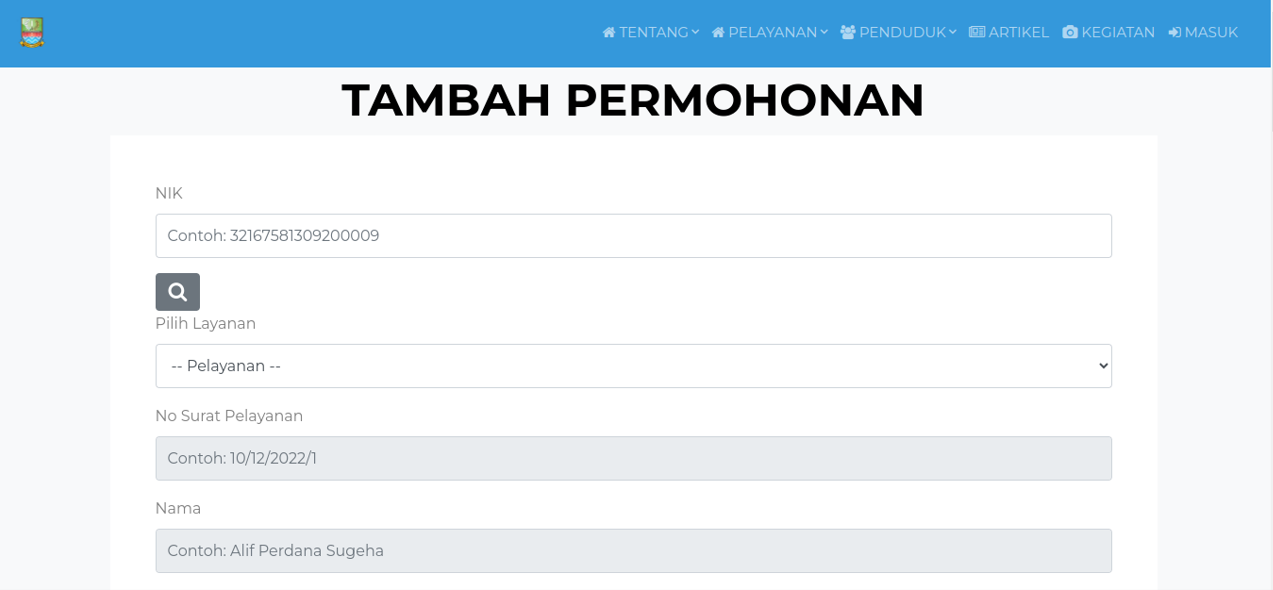 TENTANG PELAYANAN PENDUDUK ARTIKEL KEGIATAN MASUK
TAMBAH PERMOHONAN
NIK
Contoh: 32167581309200009
Pilih Layanan
-- Pelayanan --
No Surat Pelayanan
Contoh: 10/12/2022/1
Nama
Contoh: Alif Perdana Sugeha